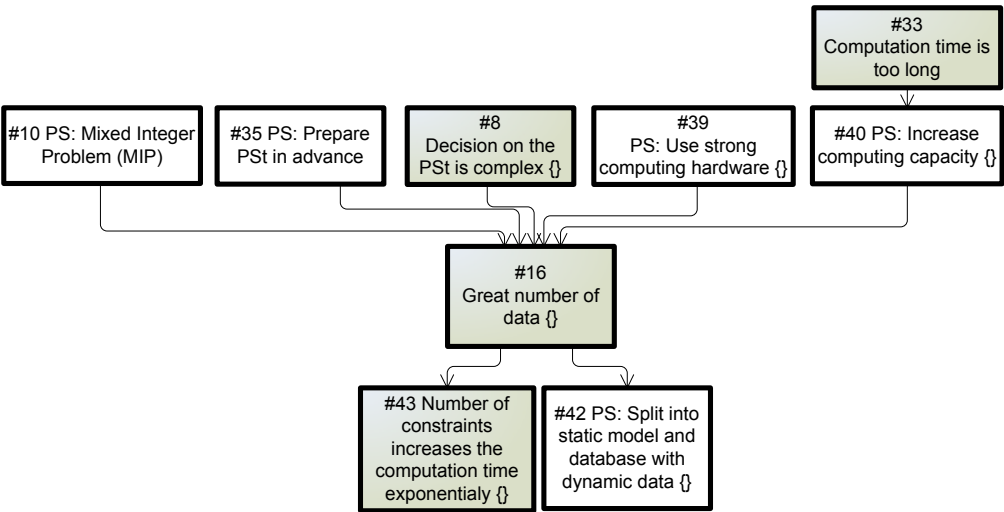 #33
Computation time is
too long
#10 PS: Mixed Integer
Problem (MIP)
#35 PS: Prepare
PSt in advance
#8
Decision on the
PSt is complex {}
#39
PS: Use strong
computing hardware {}
#40 PS: Increase
computing capacity {}
#16
Great number of
data {}
#43 Number of
constraints
increases the
computation time
exponentialy {}
#42 PS: Split into
static model and
database with
dynamic data {}